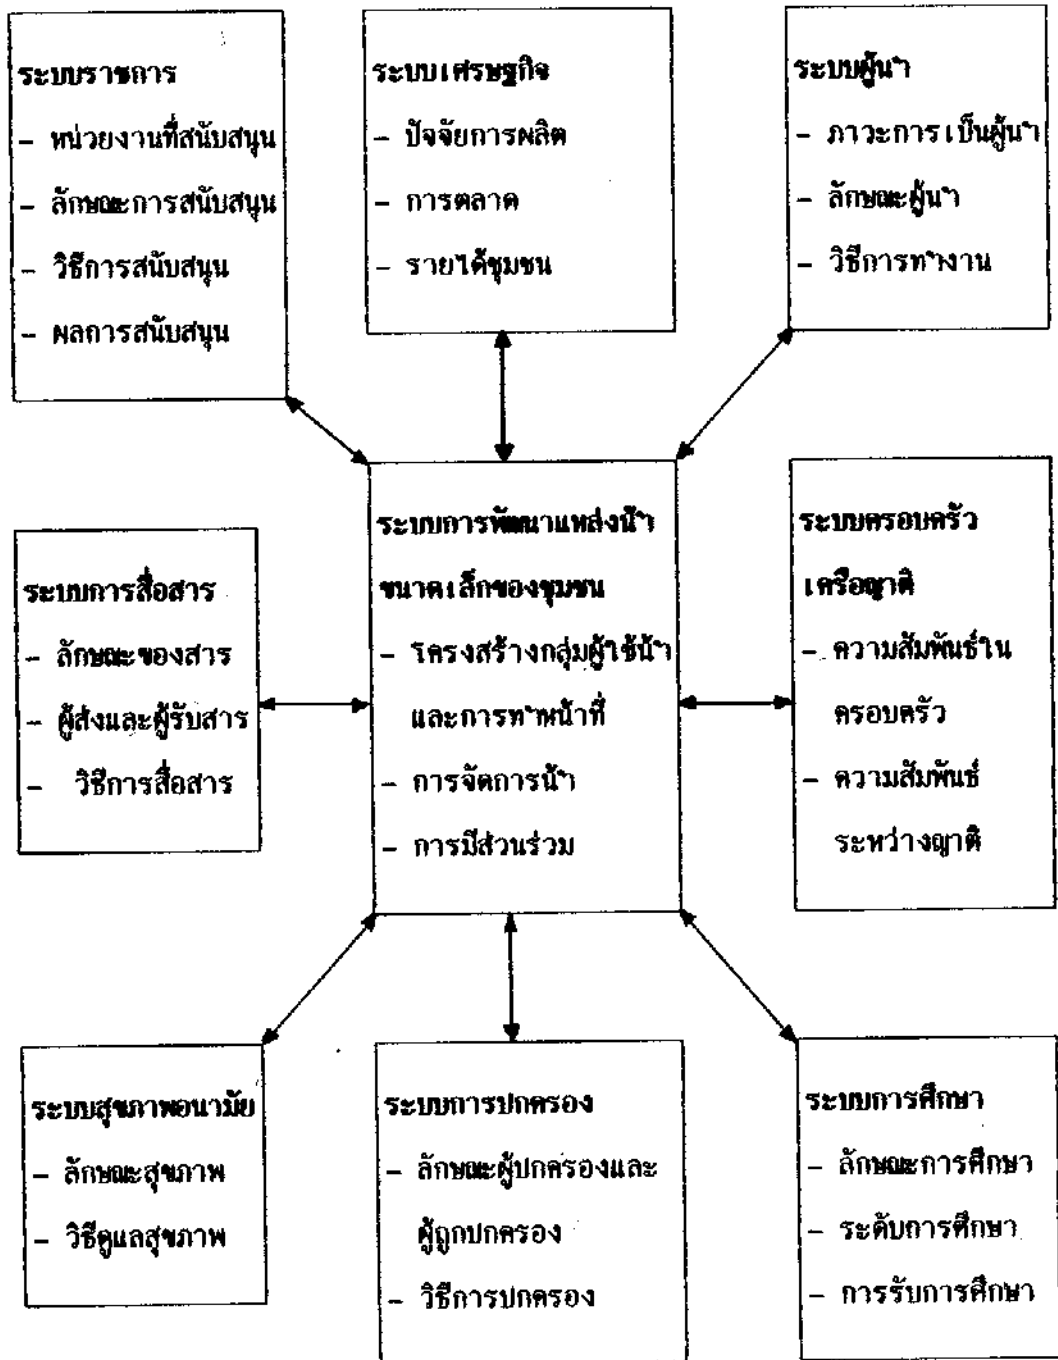 ระบบราชการ
- หน่วยงานที่สนับสนุน
- ลักษณะการสนับสนุน
- วิธีการสนับสนุน
- ผลการสนับสนุน
ระบบเศรษฐกิจ
- ปัจจัยการผลิต
- การตลาด
- รายได้ชุมชน
ระบบผู้นำ
- ภาวะการเป็นผู้นำ
- ลักษณะผู้นำ
- วิธีการทำงาน
ระบบการสื่อสาร
- ลักษณะของสาร
- ผู้ส่งและผู้รับสาร
- วิธีการสื่อสาร
ระบบการพัฒนาแหล่งน้ำ
ขนาดเล็กของชุมชน
- โครงสร้างกลุ่มผู้ใช้น้ำ
และการทำหน้าที่
- การจัดการน้ำ
- การมีส่วนร่วม
ระบบครอบครัว
เครือญาติ
- ความสัมพันธ์ใน
ครอบครัว
- ความสัมพันธ์
ระหว่างญาติ
ระบบสุขภาพอนามัย
- ลักษณะสุขภาพ
- วิธีดูแลสุขภาพ
ระบบการปกครอง
- ลักษณะผู้ปกครองและ
ผู้ถูกปกครอง
- วิธีการปกครอง
ระบบการศึกษา
- ลักษณะการศึกษา
- ระดับการศึกษา
- การรับการศึกษา